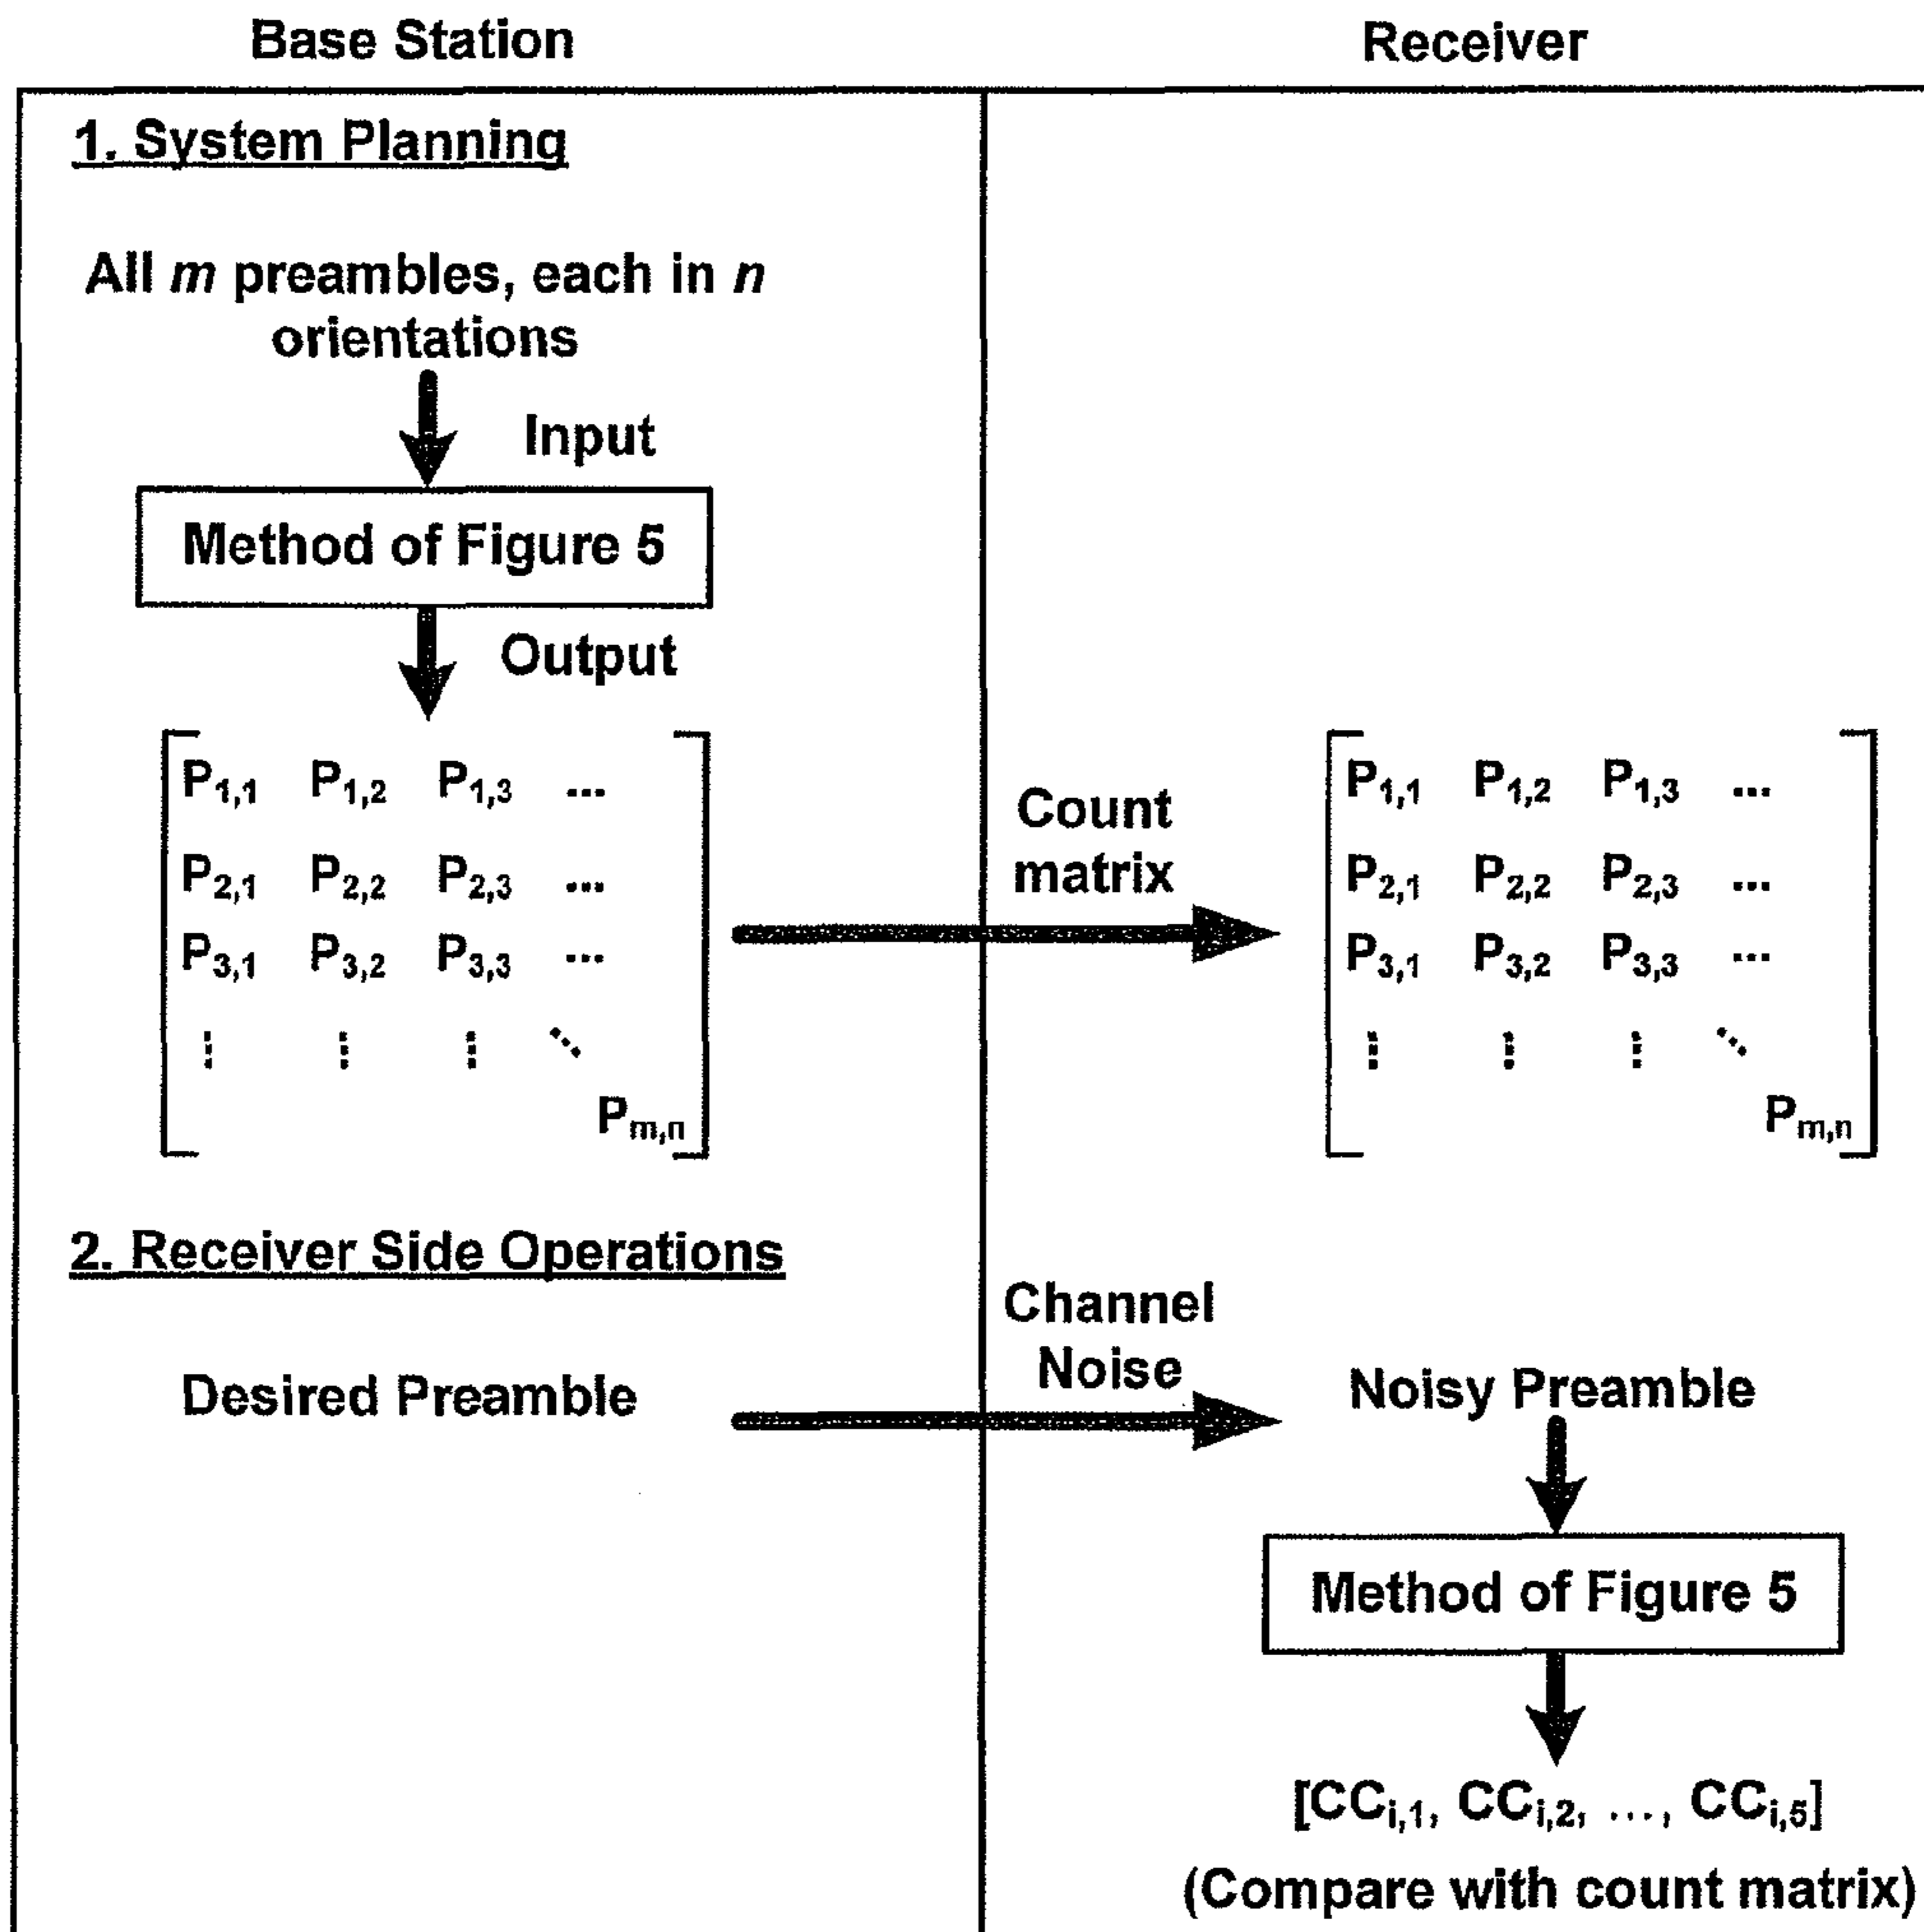 Base Station
Receiver
1. System Planning
All m preambles, each in n
orientations
Input
Method of Figure 5
Output
P1,1 P1,2 P1,3 ...
P2,1 P2,2 P2,3 ...
P3,1 P3,2 P3,3 ...
⋮ ⋮ ⋮ ⋱
Pm,n
Count
matrix
P1,1 P1,2 P1,3 ...
P2,1 P2,2 P2,3 ...
P3,1 P3,2 P3,3 ...
⋮ ⋮ ⋮ ⋱
Pm,n
2. Receiver Side Operations
Desired Preamble
Channel
Noise
Noisy Preamble
Method of Figure 5
[CCi,1, CCi,2, ..., CCi,5]
(Compare with count matrix)